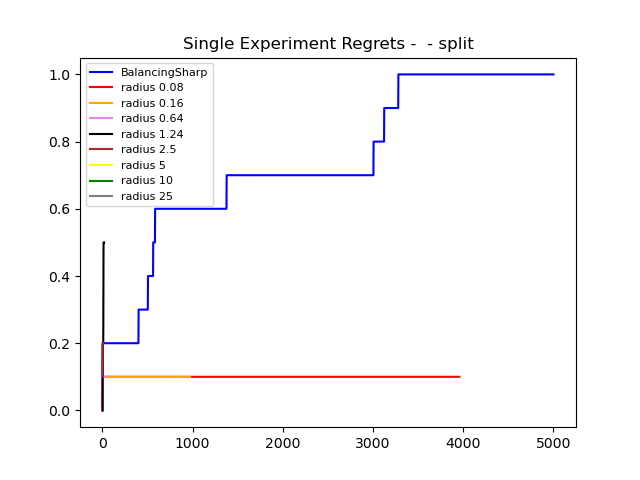 Single Experiment Regrets -  - split
BalancingSharp
radius 0.08
radius 0.16
radius 0.64
radius 1.24
radius 2.5
radius 5
radius 10
radius 25
1.0
0.8
0.6
0.4
0.2
0.0
0 1000 2000 3000 4000 5000